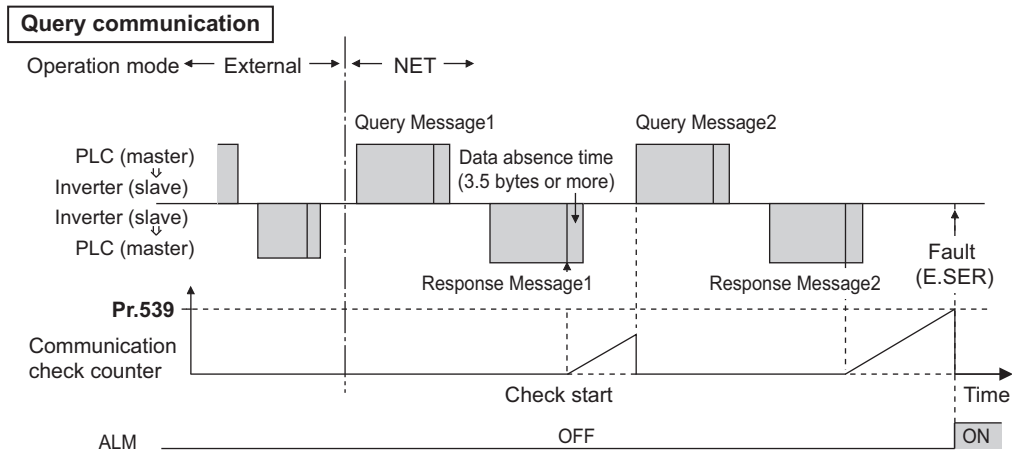 Query communication
Operation mode External NET
Query Message1
Query Message2
PLC (master)
Inverter (slave)
Inverter (slave)
PLC (master)
Data absence time
(3.5 bytes or more)
Response Message1
Response Message2
Fault
(E.SER)
Pr.539
Communication
check counter
Check start
Time
ALM
OFF
ON